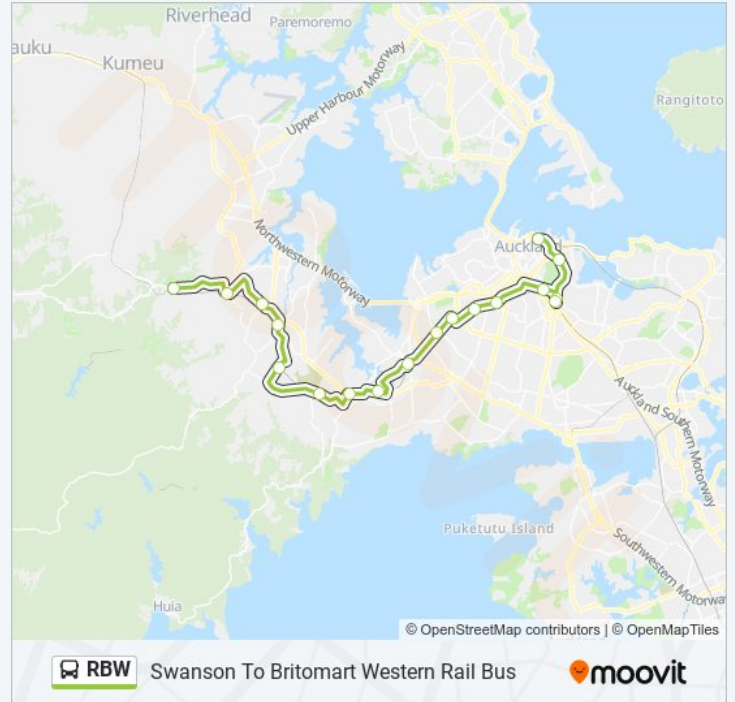 Riverhead
Paremoremo
auku
Kumeu
Upper Harbour Motorway
Rangitoto
Northwestern Motorway
Auckland
Auckland Southern Motorway
Puketutu Island
Southwestern Motorway
Huia
© OpenStreetMap contributors | © OpenMapTiles
RBW Swanson To Britomart Western Rail Bus moovit